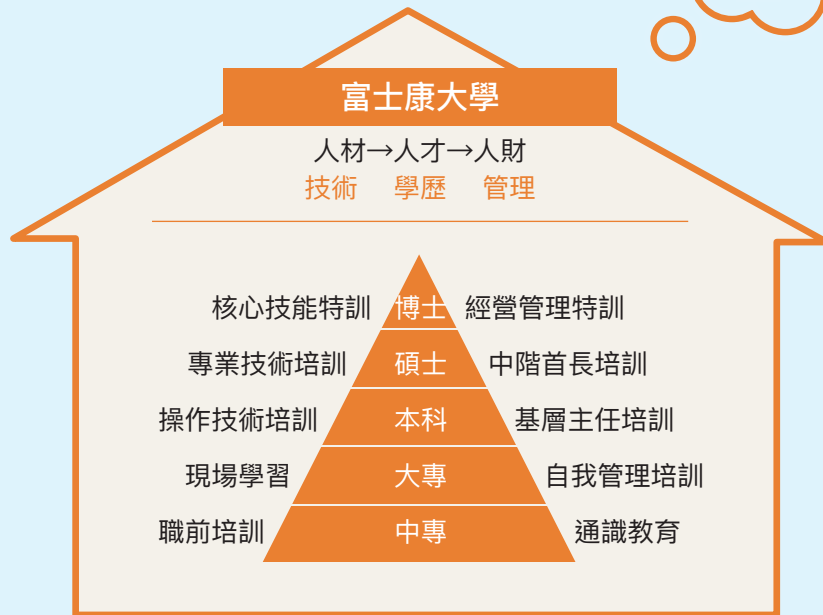 富士康大學
人材→人才→人財
技術 學歷 管理
核心技能特訓 博士 經營管理特訓
專業技術培訓 碩士 中階首長培訓
操作技術培訓 本科 基層主任培訓
現場學習 大專 自我管理培訓
職前培訓 中專 通識教育